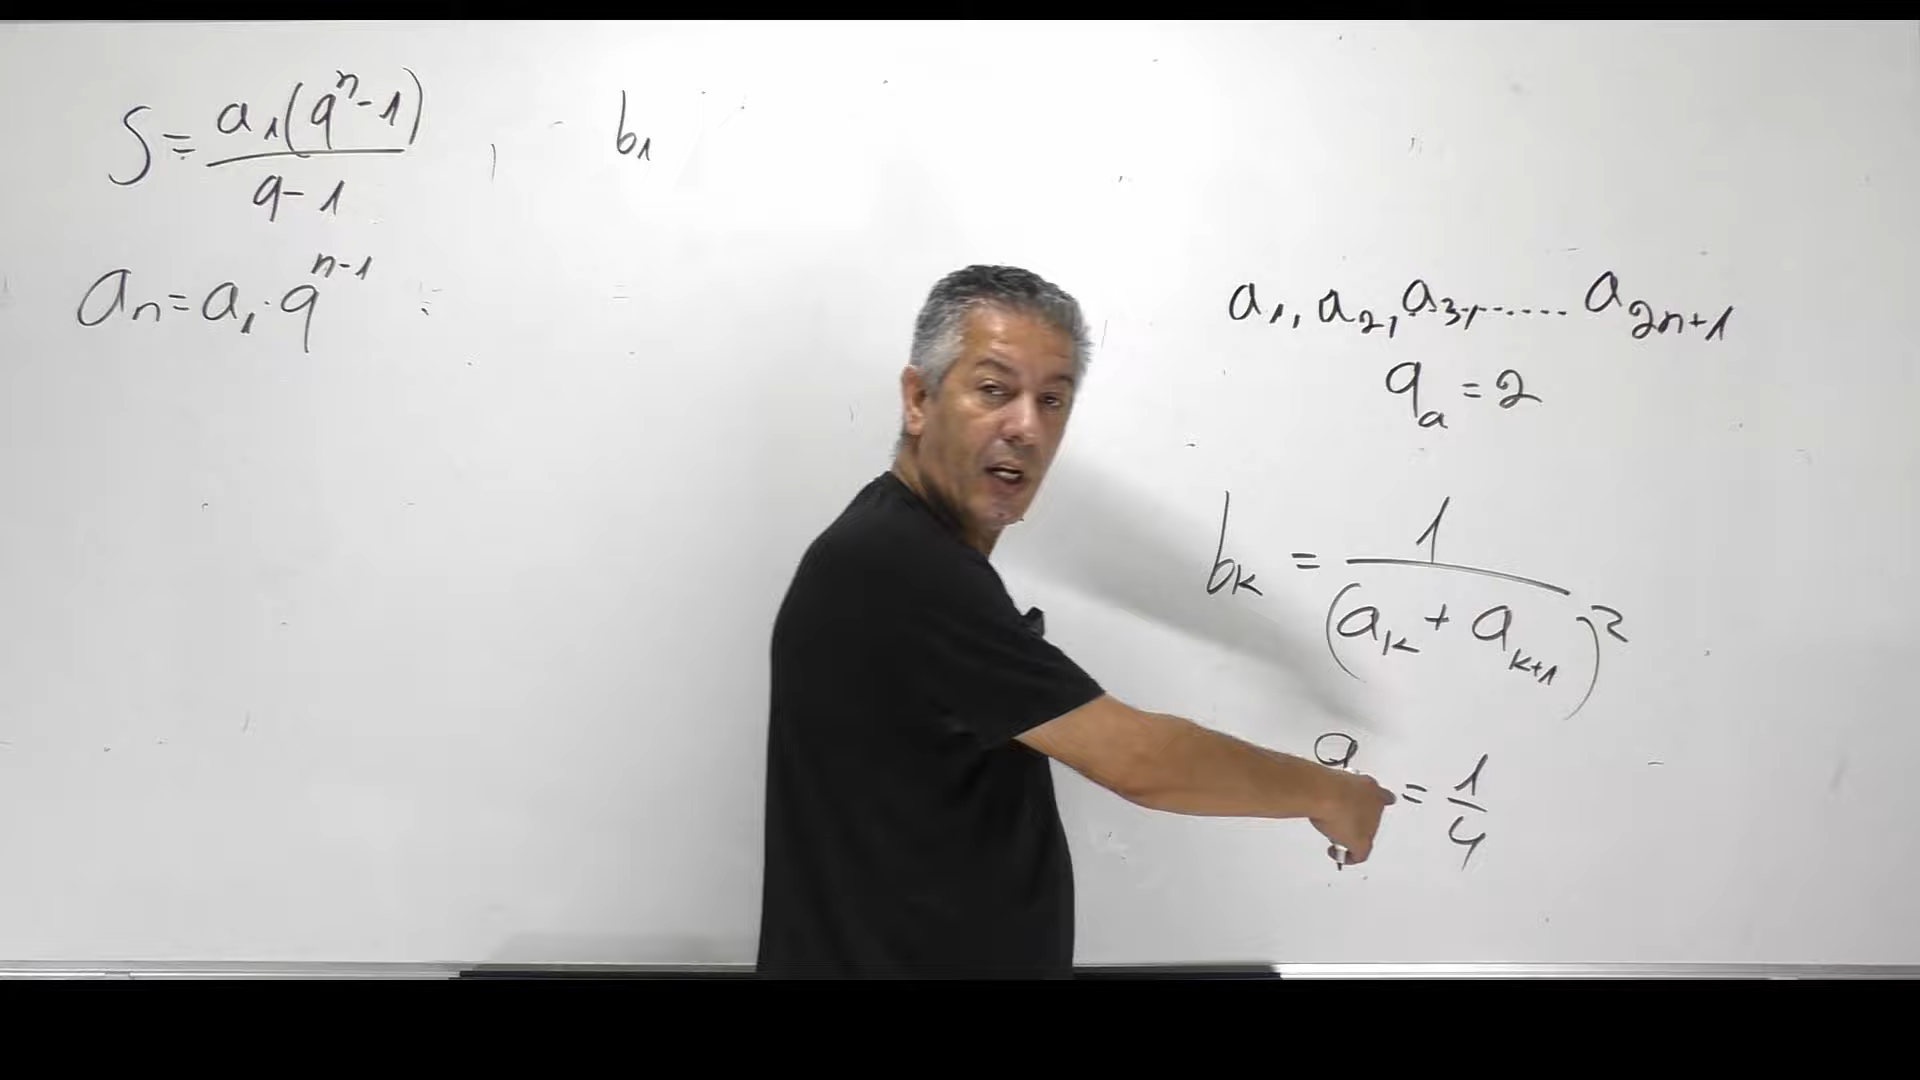 S = a₁(qⁿ - 1) / q - 1
b₁
aₙ = a₁ · qⁿ⁻¹
a₁, a₂, a₃, ....... a₂ₙ₊₁
qₐ = 2
bₖ = 1 / (aₖ + aₖ₊₁)²
q = 1/4